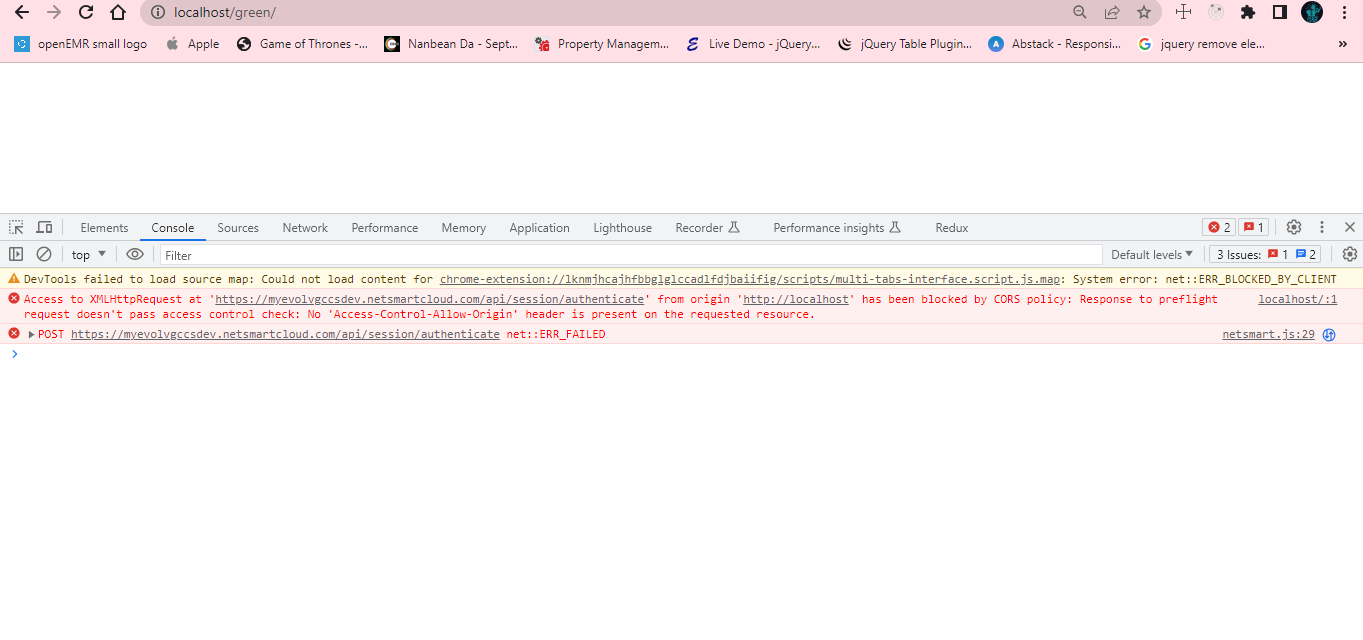 localhost/green/
openEMR small logo Apple Game of Thrones -... Nanbean Da - Sept... Property Managem... Live Demo - jQuery... jQuery Table Plugin... Abstack - Responsi... jquery remove ele... »
Elements Console Sources Network Performance Memory Application Lighthouse Recorder Performance insights Redux 2 1
top Filter Default levels 3 Issues: 1 2
DevTools failed to load source map: Could not load content for chrome-extension://lknmjhcajhfbbglglccadlfdjbaiifig/scripts/multi-tabs-interface.script.js.map: System error: net::ERR_BLOCKED_BY_CLIENT
Access to XMLHttpRequest at 'https://myevolvgccsdev.netsmartcloud.com/api/session/authenticate' from origin 'http://localhost' has been blocked by CORS policy: Response to preflight localhost/:1
request doesn't pass access control check: No 'Access-Control-Allow-Origin' header is present on the requested resource.
POST https://myevolvgccsdev.netsmartcloud.com/api/session/authenticate net::ERR_FAILED netsmart.js:29